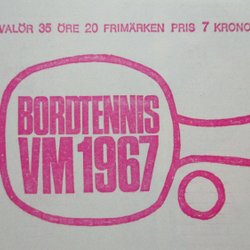 VALÖR 35 ÖRE 20 FRIMÄRKEN PRIS 7 KRONO
BORDTENNIS
VM 1967